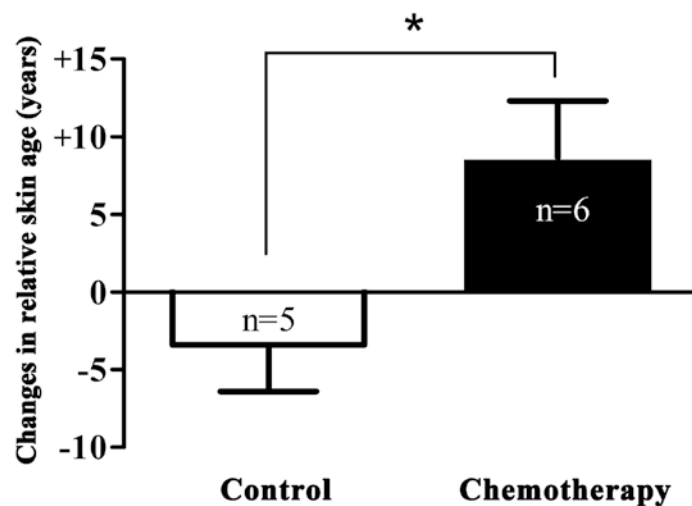 Changes in relative skin age (years)
+15
+10
5
0
-5
-10
*
n=5
n=6
Control
Chemotherapy